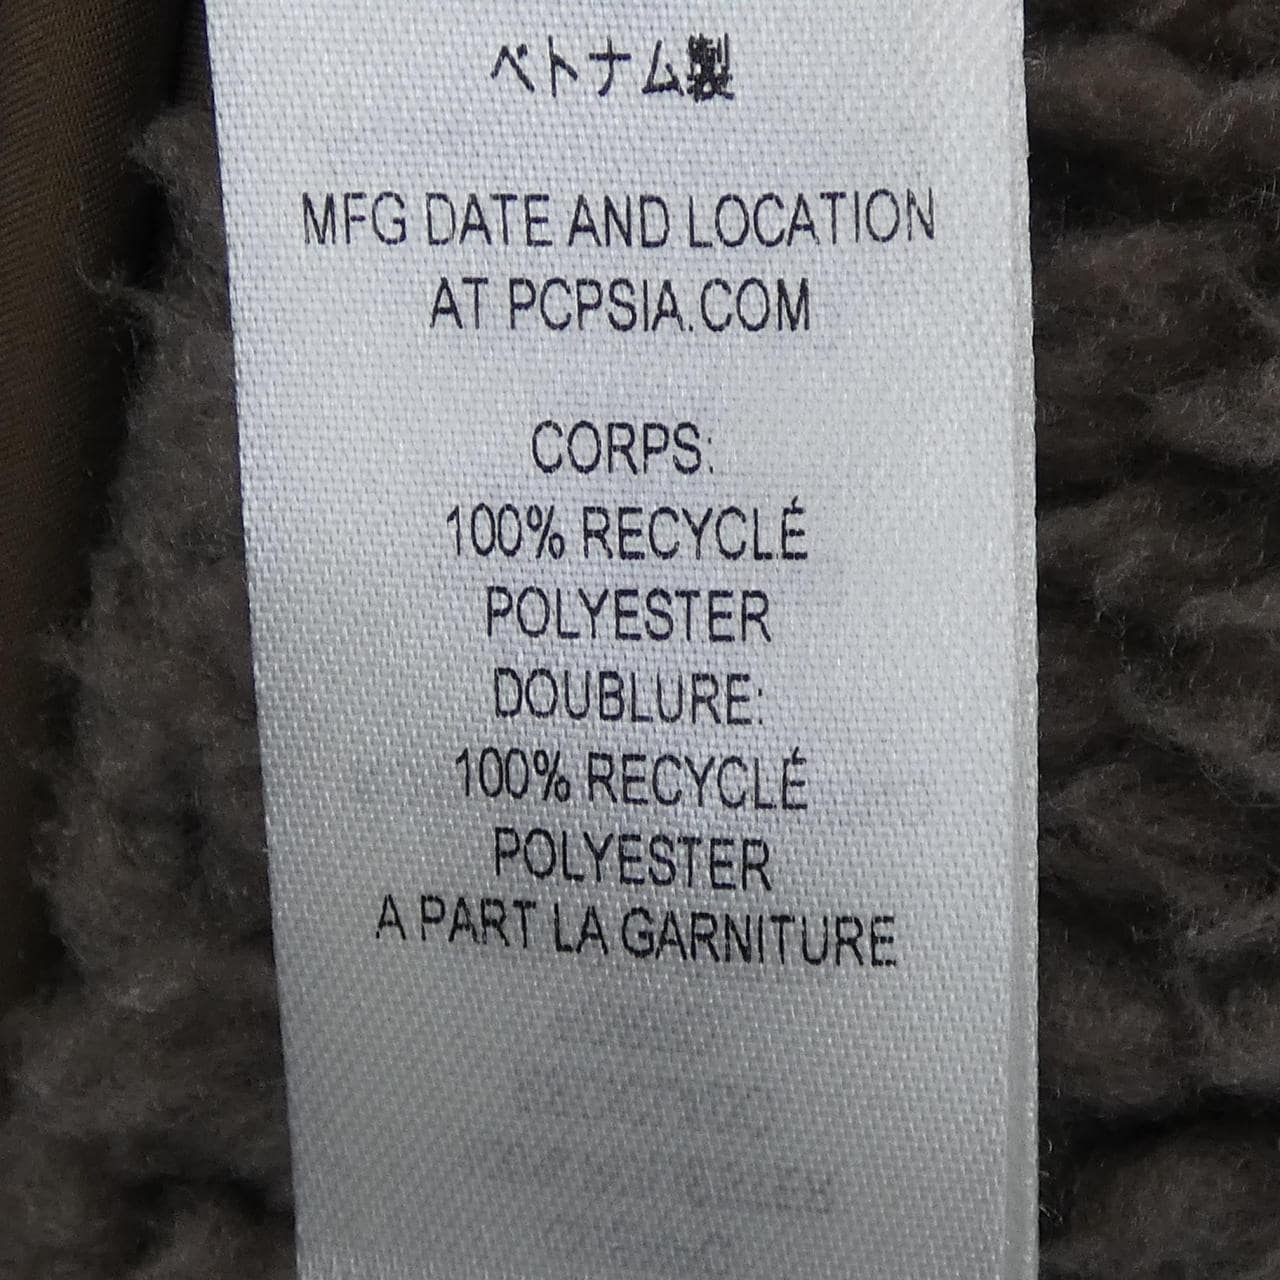 ベトナム製
MFG DATE AND LOCATION
AT PCPSIA.COM
CORPS:
100% RECYCLÉ
POLYESTER
DOUBLURE:
100% RECYCLÉ
POLYESTER
A PART LA GARNITURE